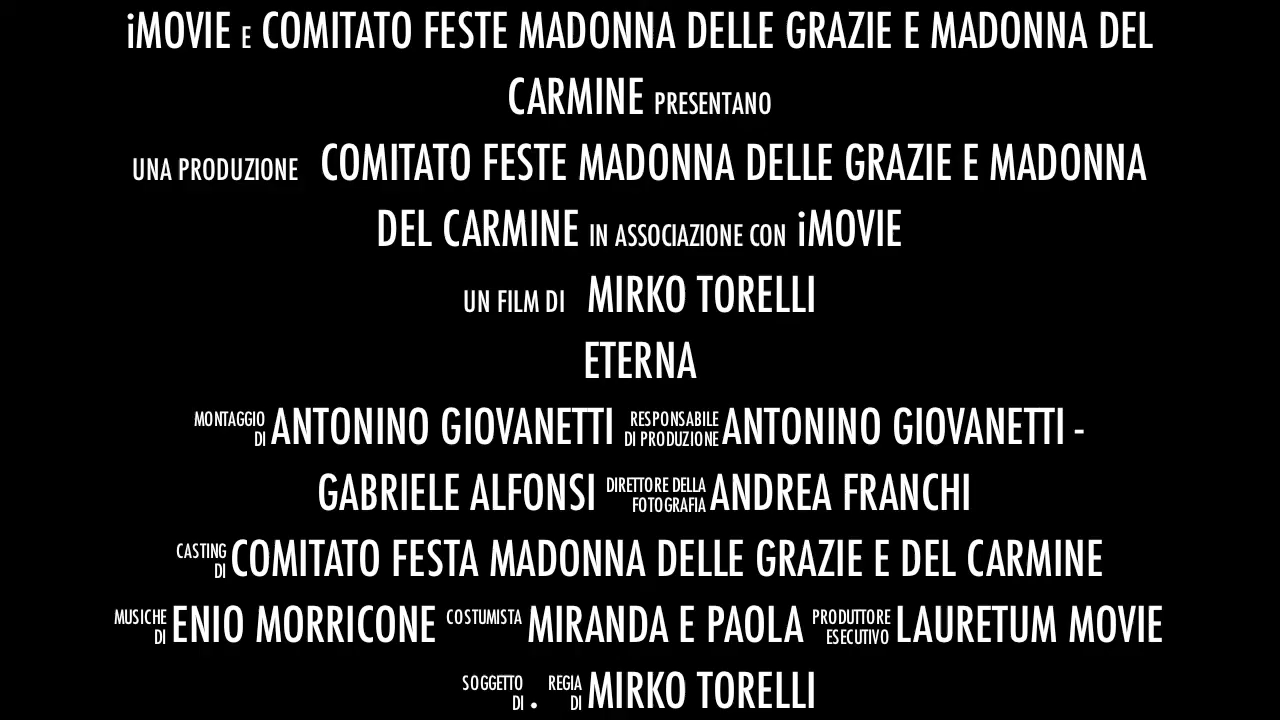 iMOVIE E COMITATO FESTE MADONNA DELLE GRAZIE E MADONNA DEL
CARMINE PRESENTANO
UNA PRODUZIONE COMITATO FESTE MADONNA DELLE GRAZIE E MADONNA
DEL CARMINE IN ASSOCIAZIONE CON iMOVIE
UN FILM DI MIRKO TORELLI
ETERNA
MONTAGGIO DI ANTONINO GIOVANETTI RESPONSABILE DI PRODUZIONE ANTONINO GIOVANETTI -
GABRIELE ALFONSI DIRETTORE DELLA FOTOGRAFIA ANDREA FRANCHI
CASTING DI COMITATO FESTA MADONNA DELLE GRAZIE E DEL CARMINE
MUSICHE DI ENIO MORRICONE COSTUMISTA MIRANDA E PAOLA PRODUTTORE ESECUTIVO LAURETUM MOVIE
SOGGETTO DI . REGIA DI MIRKO TORELLI